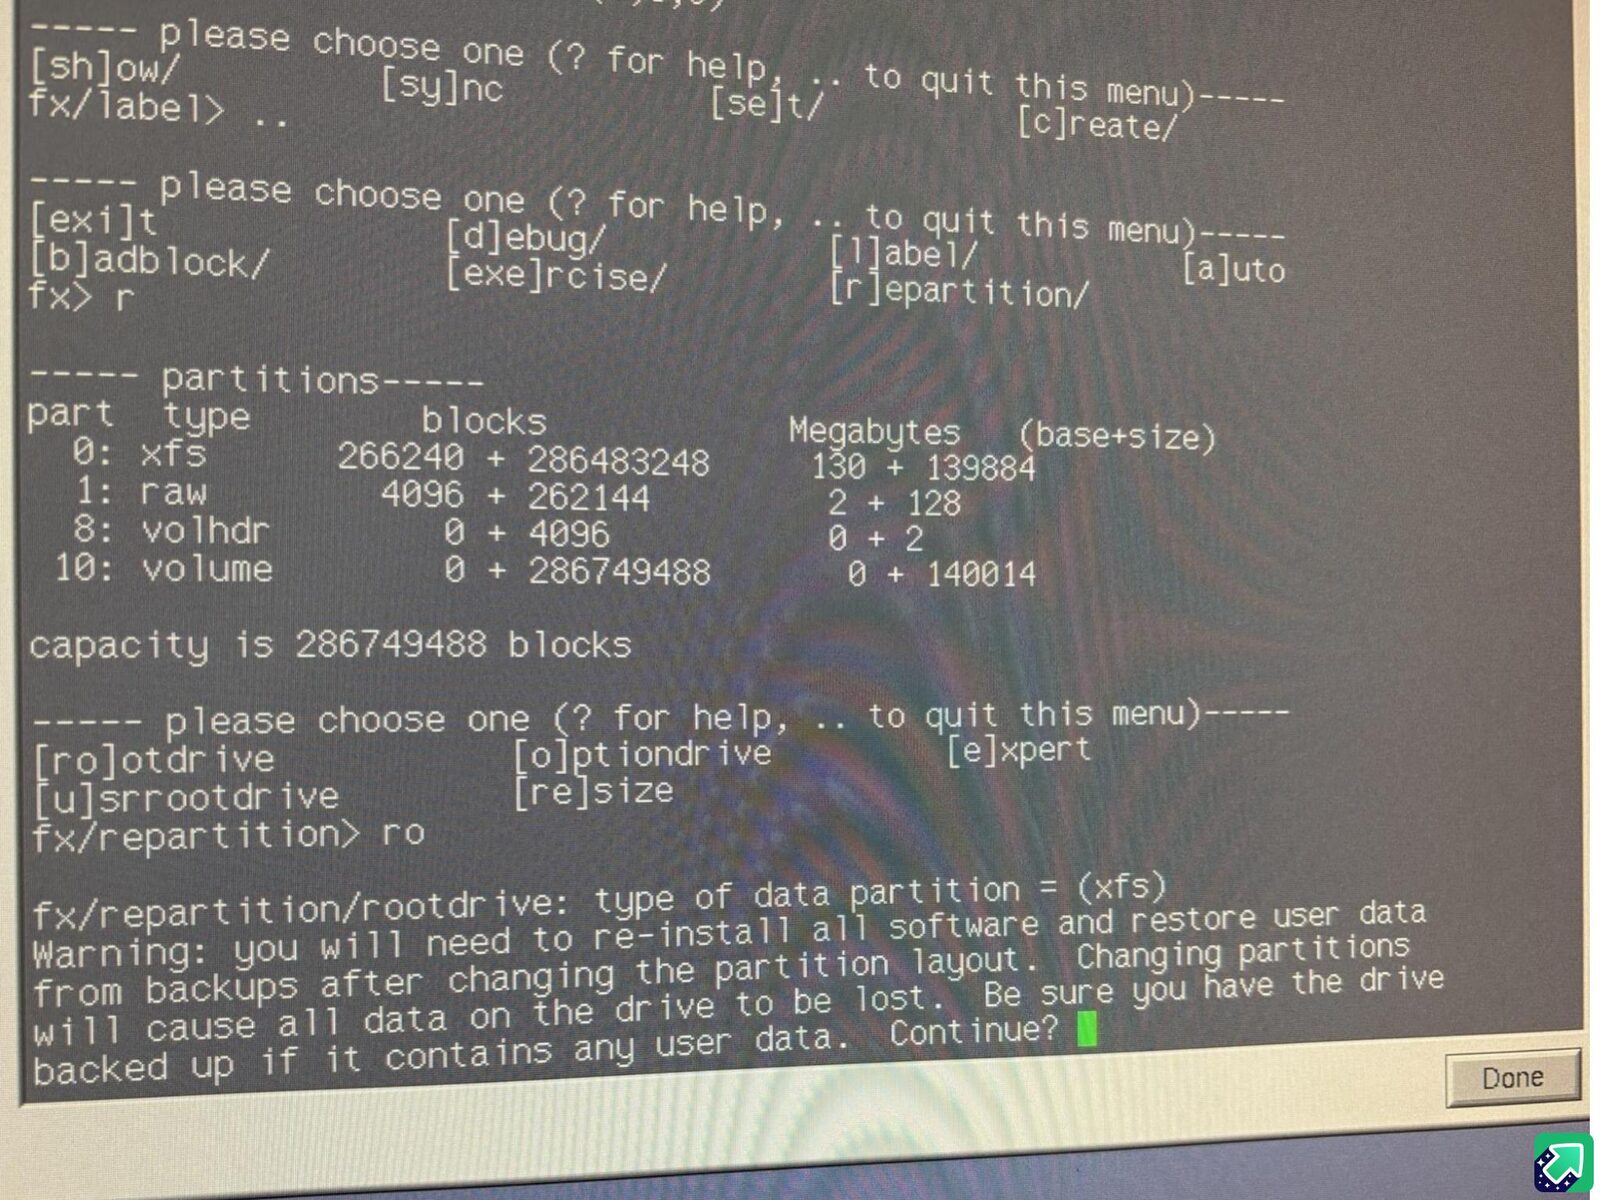 ----- please choose one (? for help, .. to quit this menu)-----
[sh]ow/ [sy]nc [se]t/ [c]reate/
fx/label> ..
----- please choose one (? for help, .. to quit this menu)-----
[exi]t [d]ebug/ [l]abel/ [a]uto
[b]adblock/ [exe]rcise/ [r]epartition/
fx> r
----- partitions-----
part type blocks Megabytes (base+size)
0: xfs 266240 + 286483248 130 + 139884
1: raw 4096 + 262144 2 + 128
8: volhdr 0 + 4096 0 + 2
10: volume 0 + 286749488 0 + 140014
capacity is 286749488 blocks
----- please choose one (? for help, .. to quit this menu)-----
[ro]otdrive [o]ptiondrive [e]xpert
[u]srrootdrive [re]size
fx/repartition> ro
fx/repartition/rootdrive: type of data partition = (xfs)
Warning: you will need to re-install all software and restore user data
from backups after changing the partition layout. Changing partitions
will cause all data on the drive to be lost. Be sure you have the drive
backed up if it contains any user data. Continue?
Done